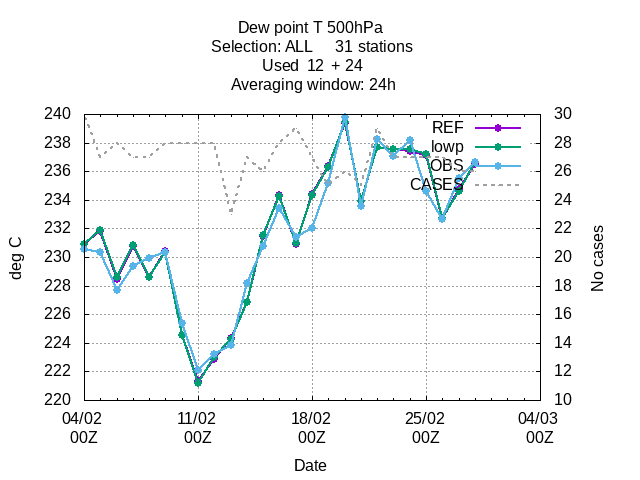 Dew point T 500hPa
Selection: ALL 31 stations
Used 12 + 24
Averaging window: 24h
240 30
238 28
236 26
234 24
232 22
230 20
228 18
226 16
224 14
222 12
220 10
REF
lowp
OBS
CASES
deg C
No cases
04/02 11/02 18/02 25/02 04/03
00Z 00Z 00Z 00Z 00Z
Date